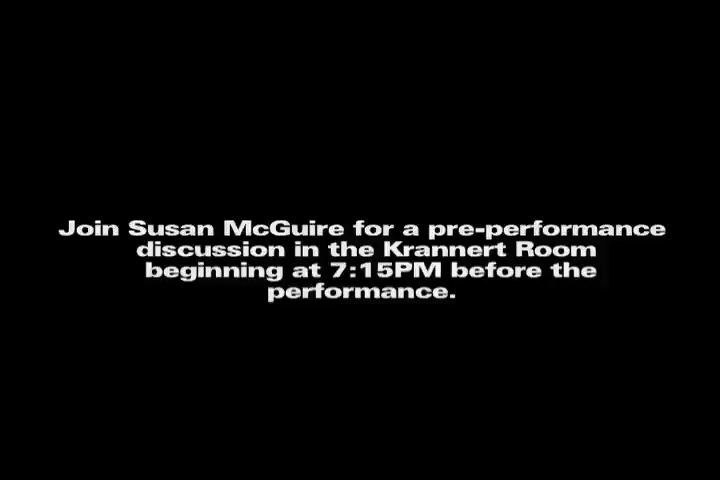 Join Susan McGuire for a pre-performance
discussion in the Krannert Room
beginning at 7:15PM before the
performance.